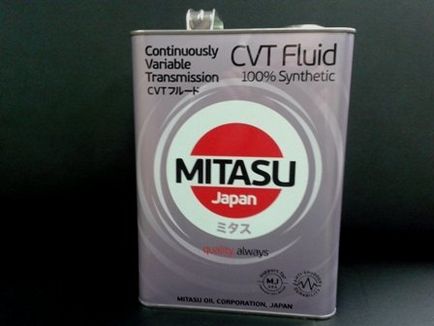 Continuously
Variable
Transmission
CVTフルード
CVT Fluid
100% Synthetic
MITASU
Japan
ミタス
quality always
M.J
MITASU OIL CORPORATION, JAPAN